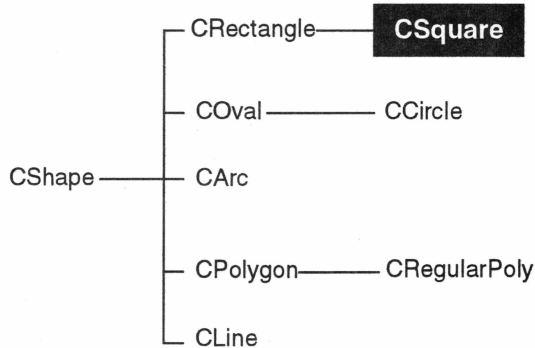 CRectangle CSquare
COval CCircle
CShape CArc
CPolygon CRegularPoly
CLine